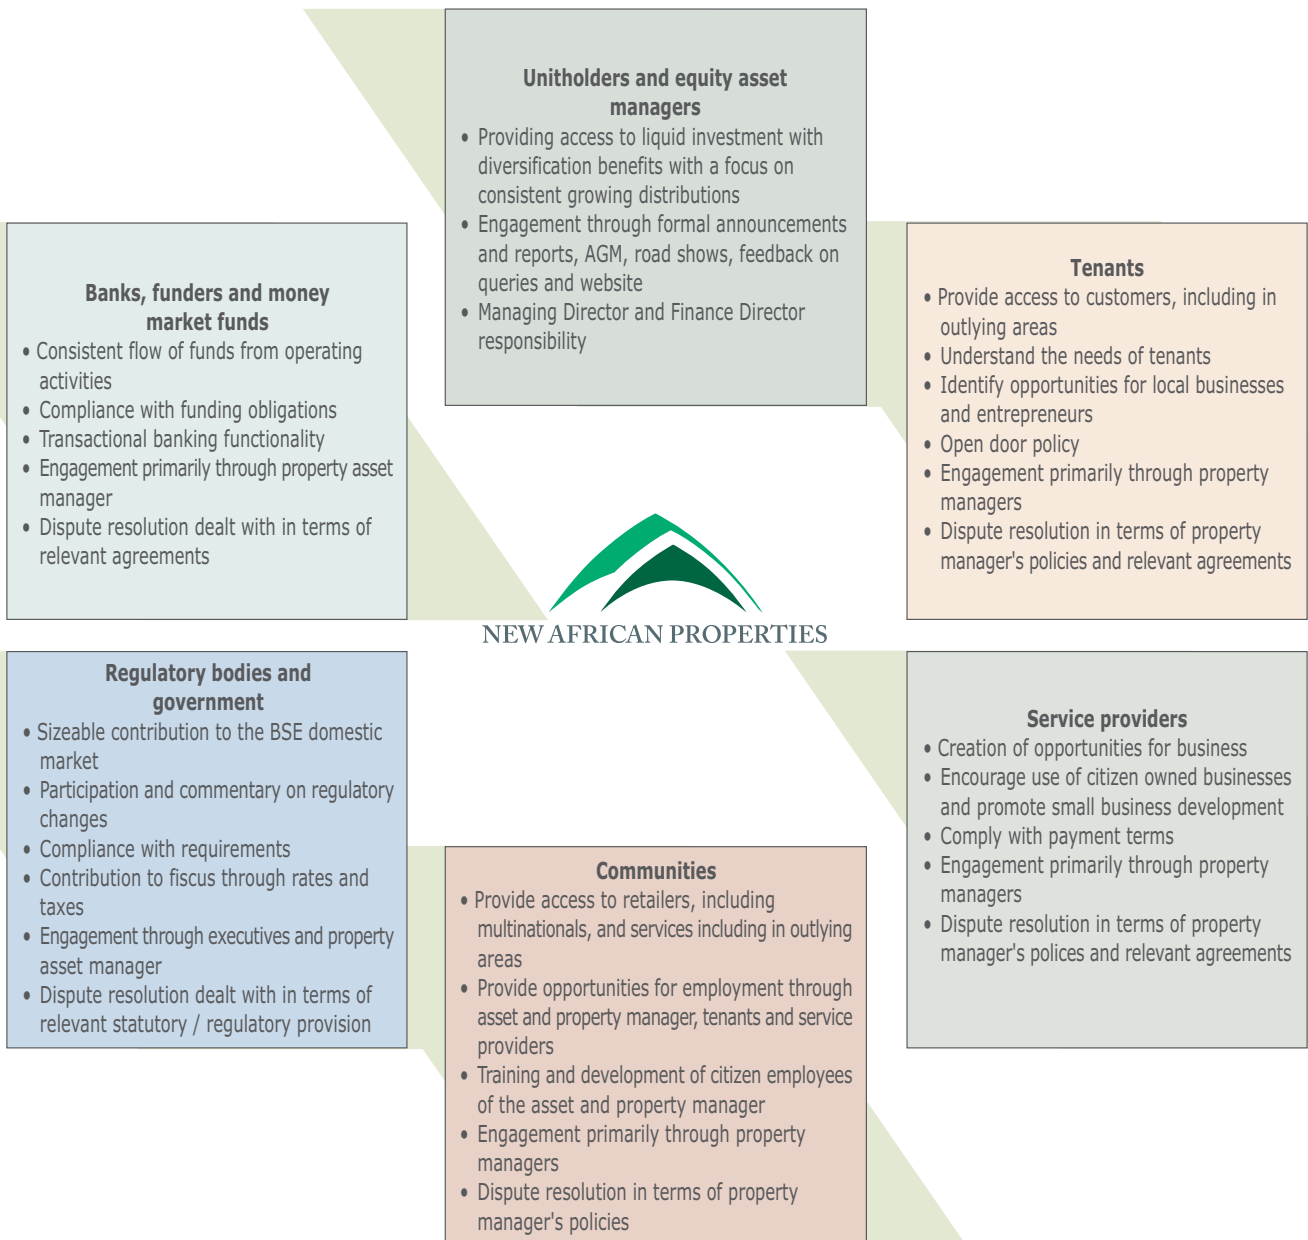 Unitholders and equity asset
managers
• Providing access to liquid investment with
diversification benefits with a focus on
consistent growing distributions
• Engagement through formal announcements
and reports, AGM, road shows, feedback on
queries and website
• Managing Director and Finance Director
responsibility
Banks, funders and money
market funds
• Consistent flow of funds from operating
activities
• Compliance with funding obligations
• Transactional banking functionality
• Engagement primarily through property asset
manager
• Dispute resolution dealt with in terms of
relevant agreements
Tenants
• Provide access to customers, including in
outlying areas
• Understand the needs of tenants
• Identify opportunities for local businesses
and entrepreneurs
• Open door policy
• Engagement primarily through property
managers
• Dispute resolution in terms of property
manager's policies and relevant agreements
NEW AFRICAN PROPERTIES
Regulatory bodies and
government
• Sizeable contribution to the BSE domestic
market
• Participation and commentary on regulatory
changes
• Compliance with requirements
• Contribution to fiscus through rates and
taxes
• Engagement through executives and property
asset manager
• Dispute resolution dealt with in terms of
relevant statutory / regulatory provision
Service providers
• Creation of opportunities for business
• Encourage use of citizen owned businesses
and promote small business development
• Comply with payment terms
• Engagement primarily through property
managers
• Dispute resolution in terms of property
manager's polices and relevant agreements
Communities
• Provide access to retailers, including
multinationals, and services including in outlying
areas
• Provide opportunities for employment through
asset and property manager, tenants and service
providers
• Training and development of citizen employees
of the asset and property manager
• Engagement primarily through property
managers
• Dispute resolution in terms of property
manager's policies